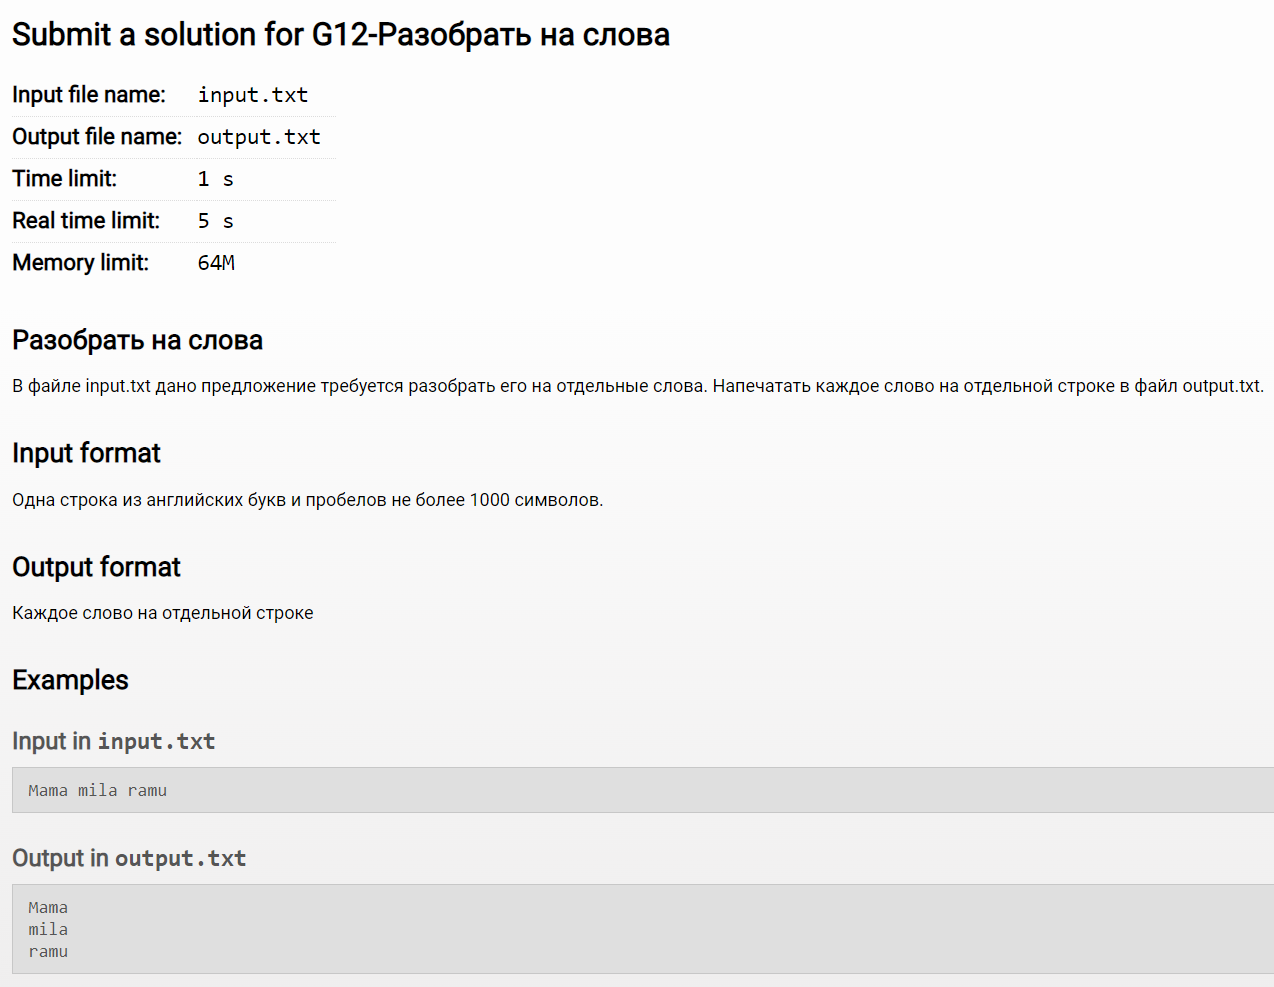 Submit a solution for G12-Разобрать на слова
Input file name: input.txt
Output file name: output.txt
Time limit: 1 s
Real time limit: 5 s
Memory limit: 64M
Разобрать на слова
В файле input.txt дано предложение требуется разобрать его на отдельные слова. Напечатать каждое слово на отдельной строке в файл output.txt.
Input format
Одна строка из английских букв и пробелов не более 1000 символов.
Output format
Каждое слово на отдельной строке
Examples
Input in input.txt
Mama mila ramu
Output in output.txt
Mama
mila
ramu